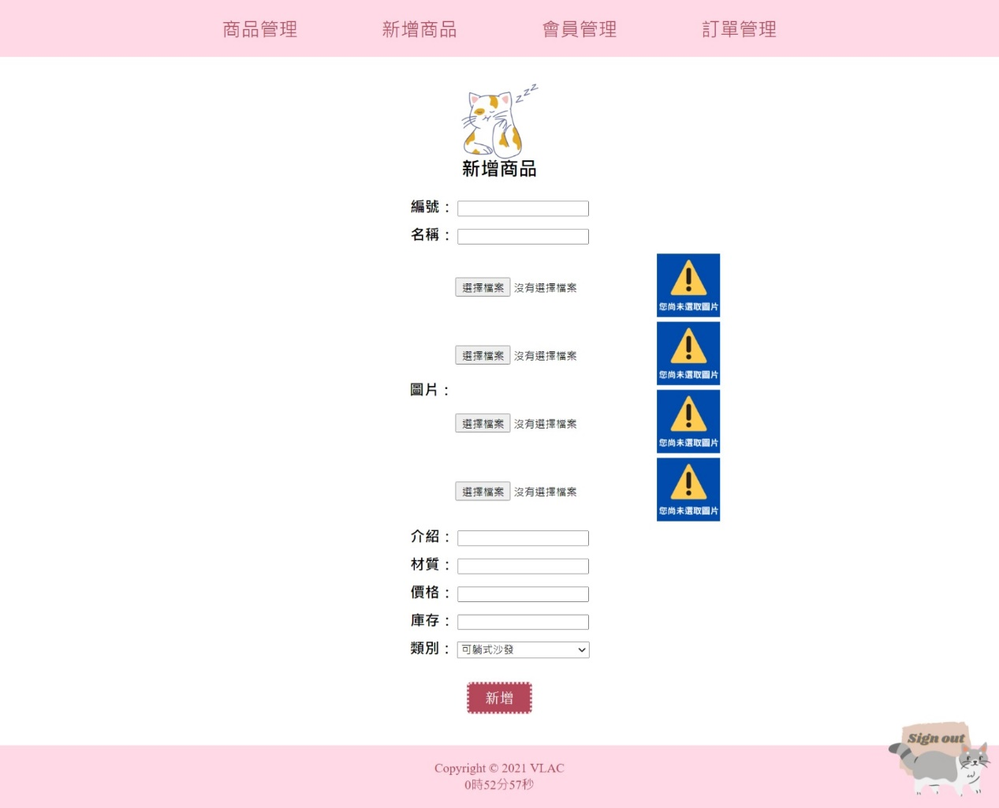 商品管理 新增商品 會員管理 訂單管理
zzz
新增商品
編號：
名稱：
選擇檔案 沒有選擇檔案
您尚未選取圖片
選擇檔案 沒有選擇檔案
您尚未選取圖片
圖片：
選擇檔案 沒有選擇檔案
您尚未選取圖片
選擇檔案 沒有選擇檔案
您尚未選取圖片
介紹：
材質：
價格：
庫存：
類別： 可躺式沙發
新增
Sign out
Copyright © 2021 VLAC
0時52分57秒